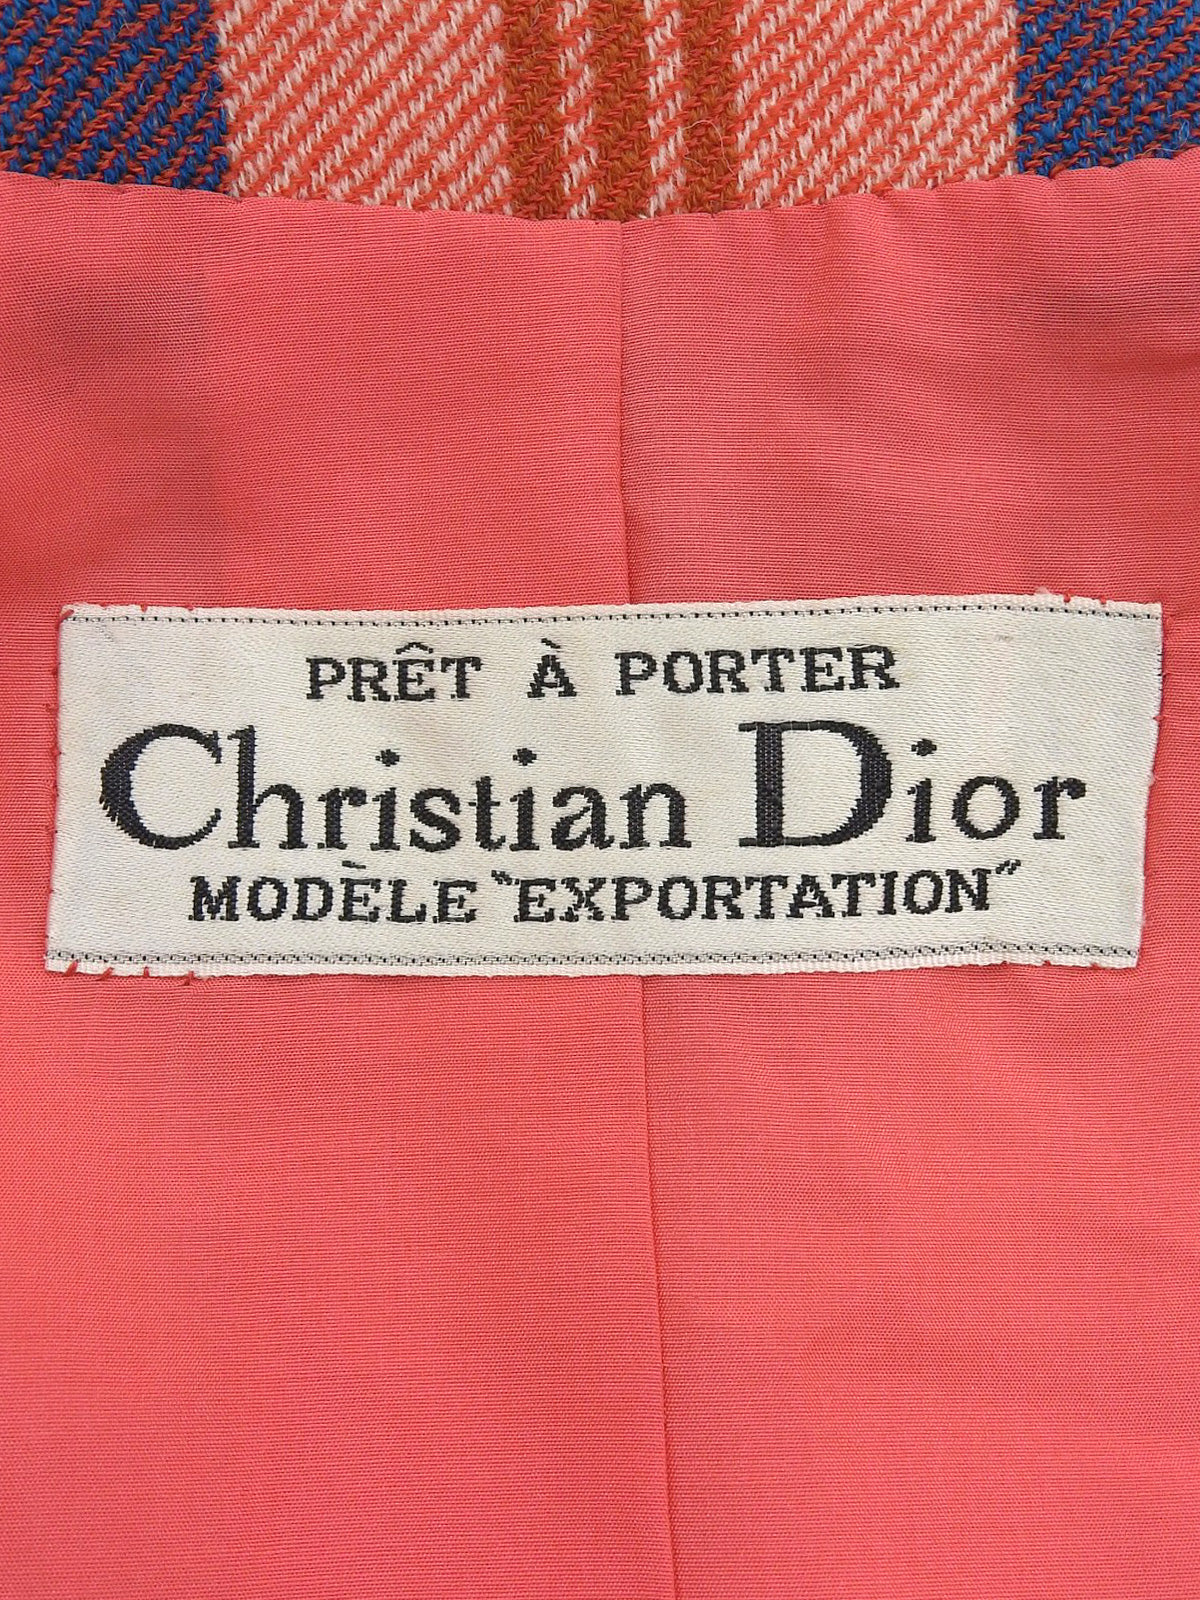 PRÊT À PORTER
Christian Dior
MODÈLE "EXPORTATION"